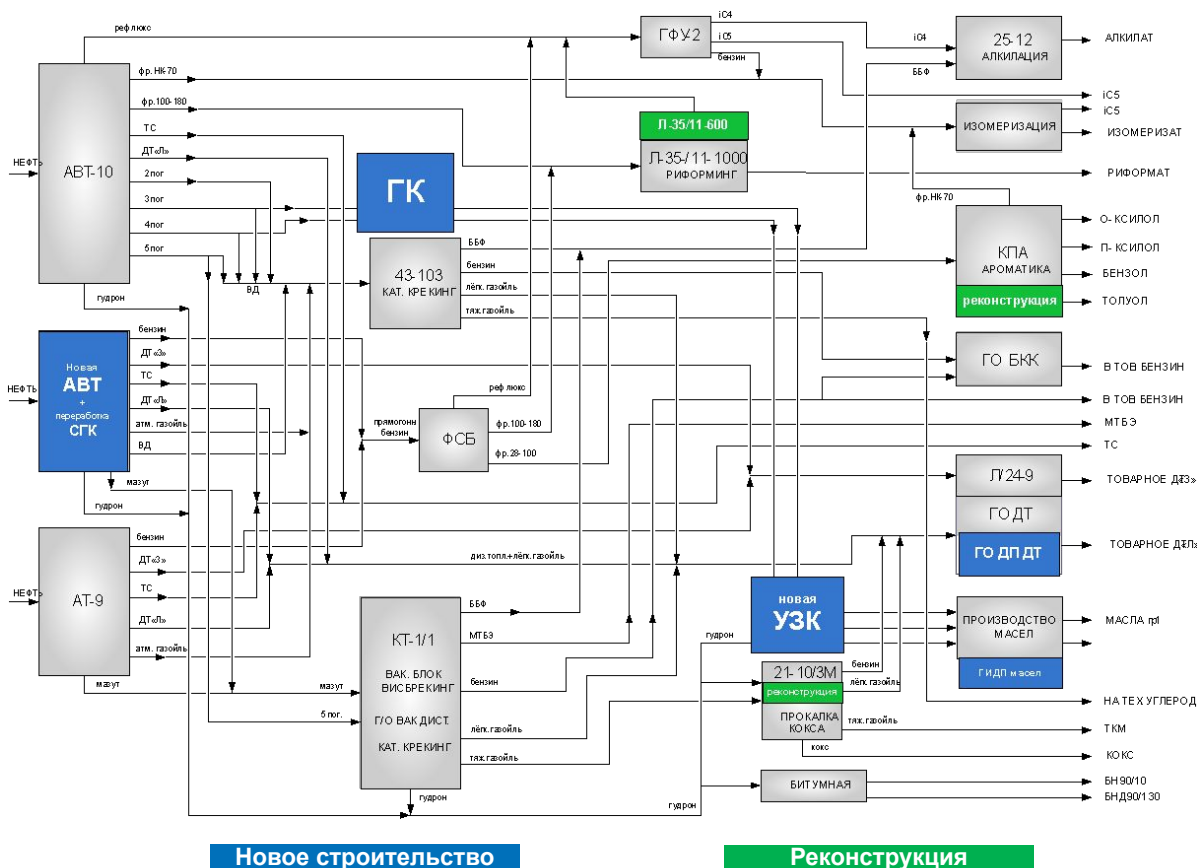 рефлюкс
iC4
iC5
бензин
ГФУ-2
iC4
ББФ
25-12
АЛКИЛАЦИЯ
АЛКИЛАТ
iC5
iC5
ИЗОМЕРИЗАЦИЯ
ИЗОМЕРИЗАТ
НЕФТЬ
АВТ-10
фр.НК-70
фр.100-180
ТС
ДТ«Л»
2пог
3пог
4пог
5пог
гудрон
ВД
ГК
Л-35/11-600
Л-35-/11-1000
РИФОРМИНГ
РИФОРМАТ
фр.НК-70
43-103
КАТ. КРЕКИНГ
ББФ
бензин
лёгк.газойль
тяж.газойль
КПА
АРОМАТИКА
реконструкция
О- КСИЛОЛ
П- КСИЛОЛ
БЕНЗОЛ
ТОЛУОЛ
НЕФТЬ
Новая
АВТ
+
переработка
СГК
бензин
ДТ«З»
ТС
ДТ«Л»
атм. газойль
ВД
мазут
гудрон
прямогонн
бензин
ФСБ
рефлюкс
фр.100-180
фр.28-100
ГО БКК
В ТОВ БЕНЗИН
В ТОВ БЕНЗИН
МТБЭ
ТС
Л/24-9
ГО ДТ
ГО ДП ДТ
ТОВАРНОЕ ДТ«З»
ТОВАРНОЕ ДТ«Л»
НЕФТЬ
АТ-9
бензин
ДТ«З»
ТС
ДТ«Л»
атм. газойль
мазут
диз.топл.+лёгк.газойль
мазут
5 пог.
КТ-1/1
ВАК. БЛОК
ВИСБРЕКИНГ
Г/О ВАК ДИСТ.
КАТ. КРЕКИНГ
ББФ
МТБЭ
бензин
лёгк.газойль
тяж.газойль
гудрон
гудрон
гудрон
новая
УЗК
21-10/3М
реконструкция
ПРОКАЛКА
КОКСА
бензин
лёгк.газойль
тяж.газойль
кокс
ПРОИЗВОДСТВО
МАСЕЛ
ГИДП масел
МАСЛА грI
НА ТЕХ УГЛЕРОД
ТКМ
КОКС
БИТУМНАЯ
БН90/10
БНД90/130
Новое строительство
Реконструкция